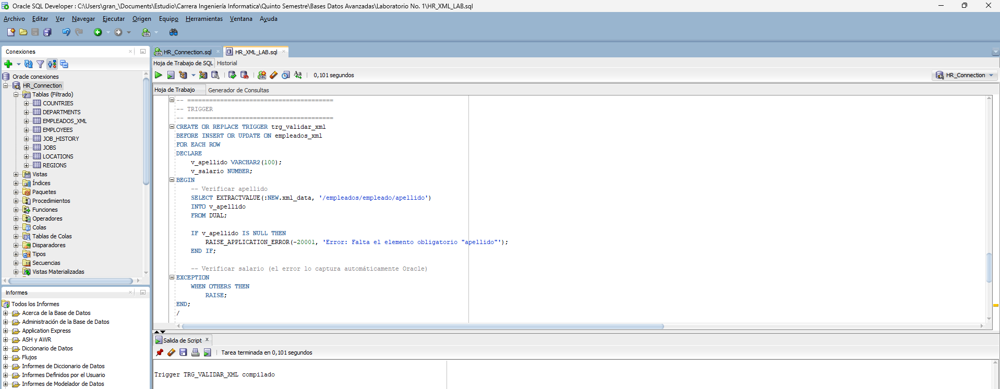 Oracle SQL Developer : C:\Users\gran_\Documents\Estudio\Carrera Ingeniería Informatica\Quinto Semestre\Bases Datos Avanzadas\Laboratorio No. 1\HR_XML_LAB.sql
Archivo Editar Ver Navegar Ejecutar Origen Equipo Herramientas Ventana Ayuda
Conexiones
Oracle conexiones
HR_Connection
Tablas (Filtrado)
COUNTRIES
DEPARTMENTS
EMPLEADOS_XML
EMPLOYEES
JOB_HISTORY
JOBS
LOCATIONS
REGIONS
Vistas
Índices
Paquetes
Procedimientos
Funciones
Operadores
Colas
Tablas de Colas
Disparadores
Tipos
Secuencias
Vistas Materializadas
Informes
Todos los Informes
Acerca de la Base de Datos
Administración de la Base de Datos
Application Express
ASH y AWR
Diccionario de Datos
Flujos
Informes de Diccionario de Datos
Informes Definidos por el Usuario
Informes de Modelador de Datos
HR_Connection.sql HR_XML_LAB.sql
Hoja de Trabajo de SQL Historial
0,101 segundos
HR_Connection
Hoja de Trabajo Generador de Consultas
-- ========================================
-- TRIGGER
-- ========================================
CREATE OR REPLACE TRIGGER trg_validar_xml
BEFORE INSERT OR UPDATE ON empleados_xml
FOR EACH ROW
DECLARE
    v_apellido VARCHAR2(100);
    v_salario NUMBER;
BEGIN
    -- Verificar apellido
    SELECT EXTRACTVALUE(:NEW.xml_data, '/empleados/empleado/apellido')
    INTO v_apellido
    FROM DUAL;
    IF v_apellido IS NULL THEN
        RAISE_APPLICATION_ERROR(-20001, 'Error: Falta el elemento obligatorio "apellido"');
    END IF;
    -- Verificar salario (el error lo captura automáticamente Oracle)
EXCEPTION
    WHEN OTHERS THEN
        RAISE;
END;
/
Salida de Script
Tarea terminada en 0,101 segundos
Trigger TRG_VALIDAR_XML compilado